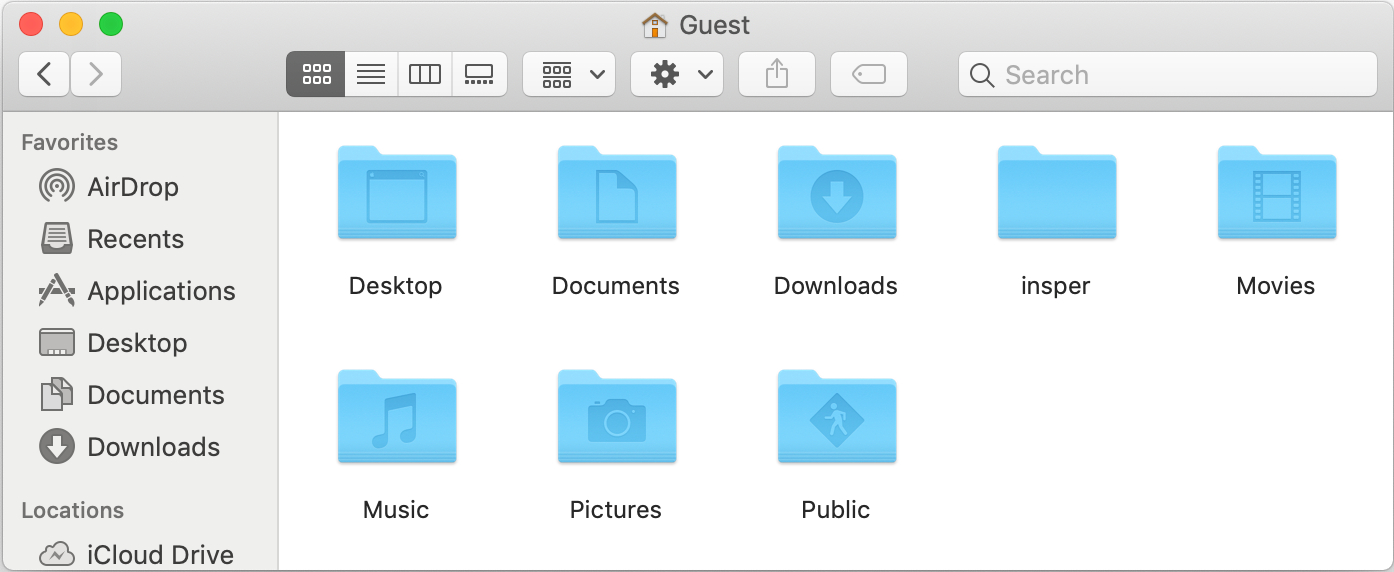 Guest
Search
Favorites
AirDrop
Recents
Applications
Desktop
Documents
Downloads
Locations
iCloud Drive
Desktop Documents Downloads insper Movies
Music Pictures Public